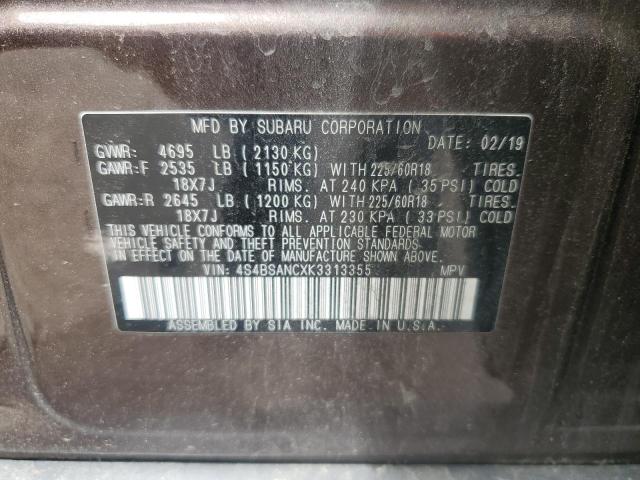 MFD BY SUBARU CORPORATION DATE: 02/19
GVWR: 4695 LB ( 2130 KG)
GAWR:F 2535 LB ( 1150 KG) WITH 225/60R18 TIRES.
18X7J RIMS. AT 240 KPA ( 35 PSI) COLD
GAWR:R 2645 LB ( 1200 KG) WITH 225/60R18 TIRES.
18X7J RIMS. AT 230 KPA ( 33 PSI) COLD
THIS VEHICLE CONFORMS TO ALL APPLICABLE FEDERAL MOTOR
VEHICLE SAFETY AND THEFT PREVENTION STANDARDS
IN EFFECT ON THE DATE OF MANUFACTURE SHOWN ABOVE.
VIN: 4S4BSANCXK3313355 MPV
ASSEMBLED BY SIA INC. MADE IN U.S.A.